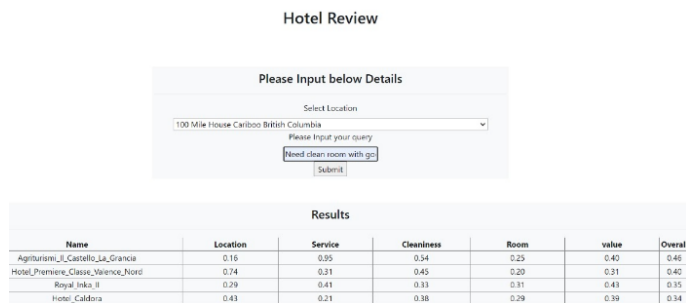 Hotel Review
Please Input below Details
Select Location
100 Mile House Cariboo British Columbia
Please Input your query
Need clean room with go
Submit
Results
Name Location Service Cleaniness Room value Overal
Agriturismi_Il_Castello_La_Grancia 0.16 0.95 0.54 0.25 0.40 0.46
Hotel_Premiere_Classe_Valence_Nord 0.74 0.31 0.45 0.20 0.31 0.40
Royal_Inka_II 0.29 0.41 0.33 0.31 0.43 0.35
Hotel_Caldora 0.43 0.21 0.38 0.29 0.39 0.34